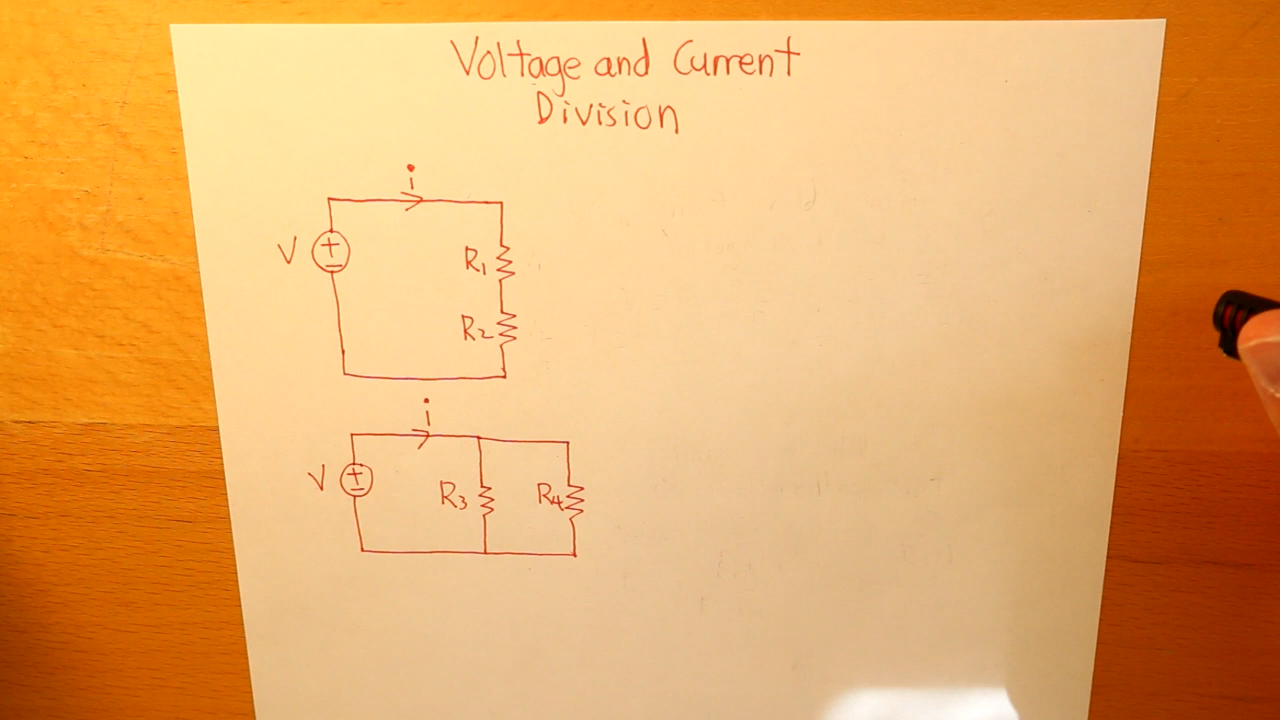 Voltage and Current
Division
i
V
+
−
R1
R2
i
V
+
−
R3
R4